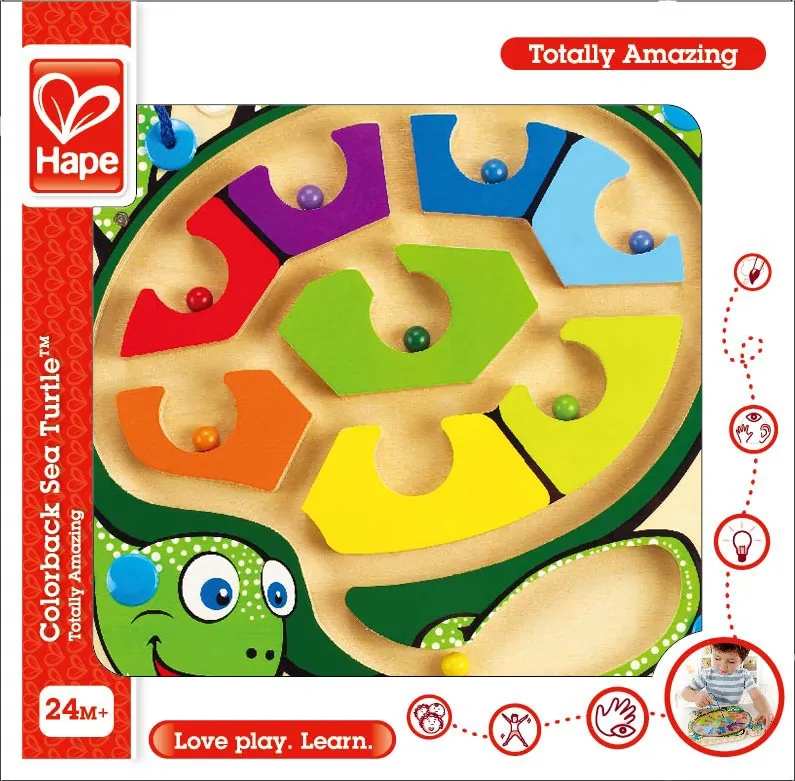 Totally Amazing
Hape
Colorback Sea Turtle™
Totally Amazing
24M+
Love play. Learn.